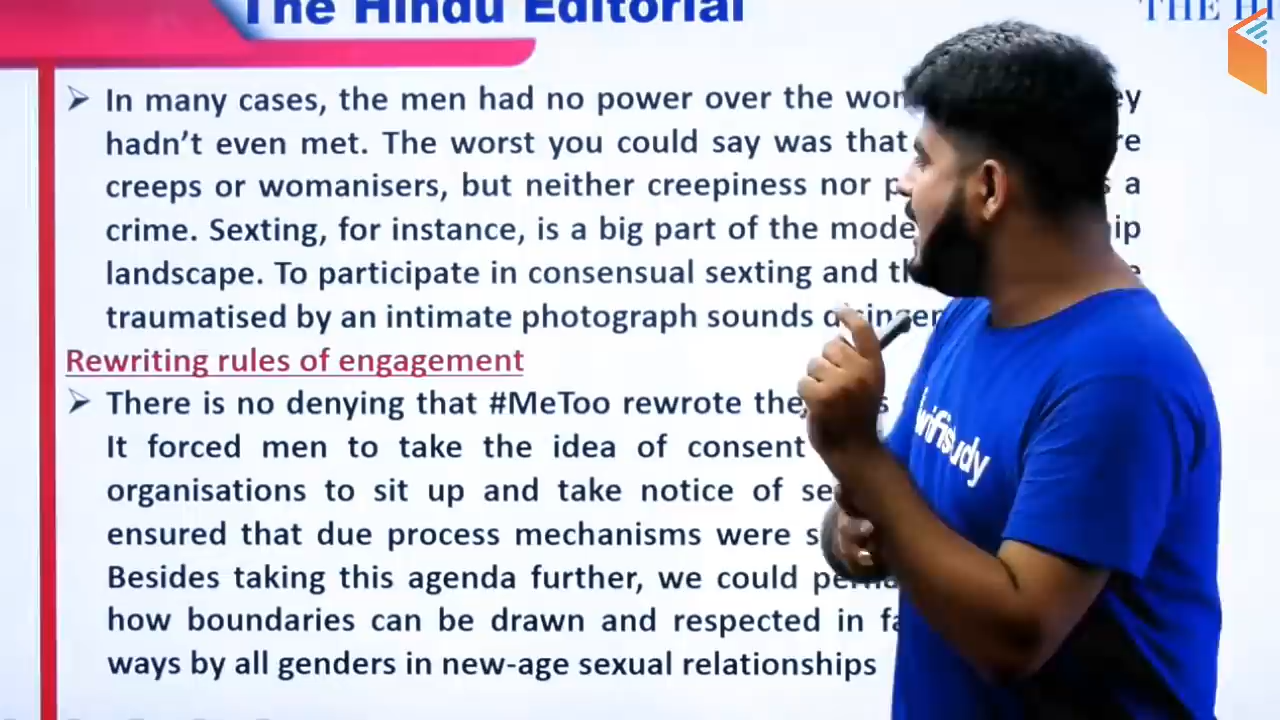 The Hindu Editorial
THE HI
➤ In many cases, the men had no power over the
hadn't even met. The worst you could say was that
creeps or womanisers, but neither creepiness nor a
crime. Sexting, for instance, is a big part of the
landscape. To participate in consensual sexting and
traumatised by an intimate photograph sounds
Rewriting rules of engagement
➤ There is no denying that #MeToo rewrote the
It forced men to take the idea of consent
organisations to sit up and take notice of
ensured that due process mechanisms were
Besides taking this agenda further, we could
how boundaries can be drawn and respected in
ways by all genders in new-age sexual relationships
wifistudy